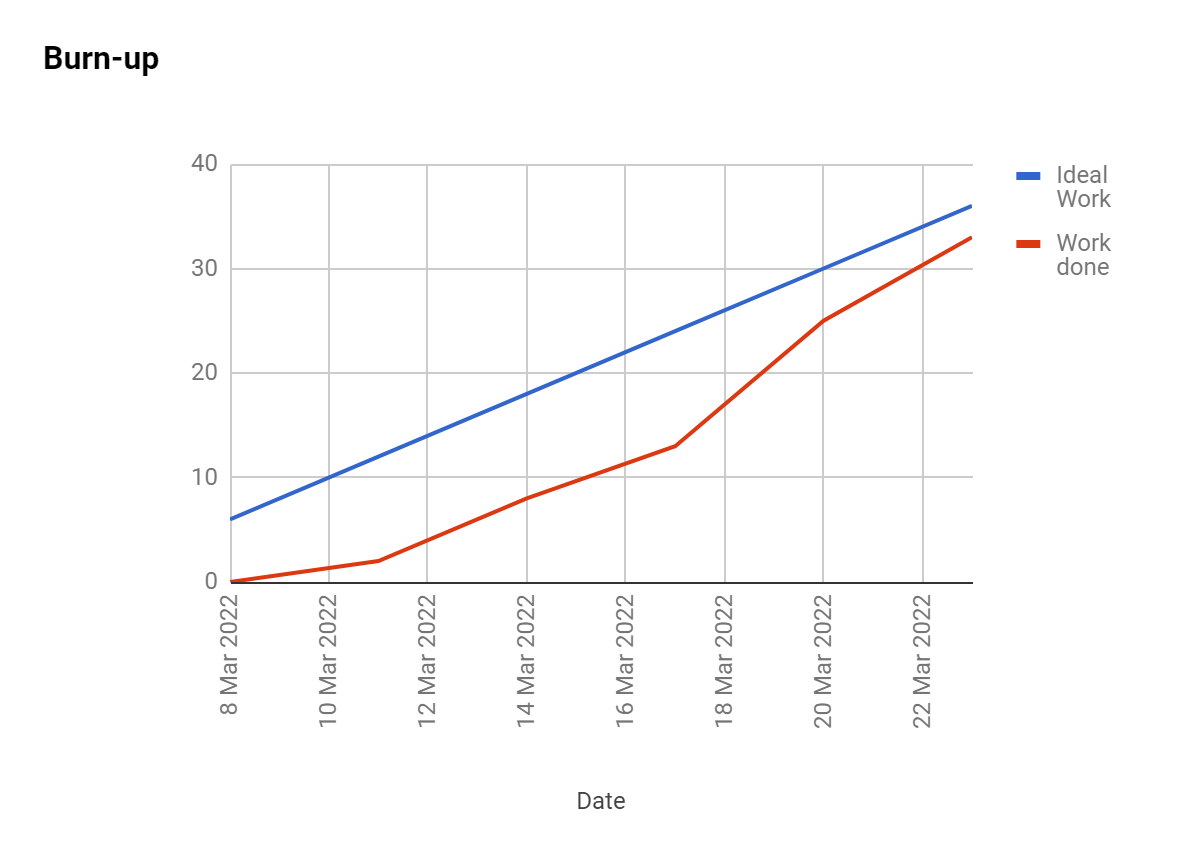 Burn-up
40
30
20
10
0
Ideal
Work
Work
done
8 Mar 2022
10 Mar 2022
12 Mar 2022
14 Mar 2022
16 Mar 2022
18 Mar 2022
20 Mar 2022
22 Mar 2022
Date